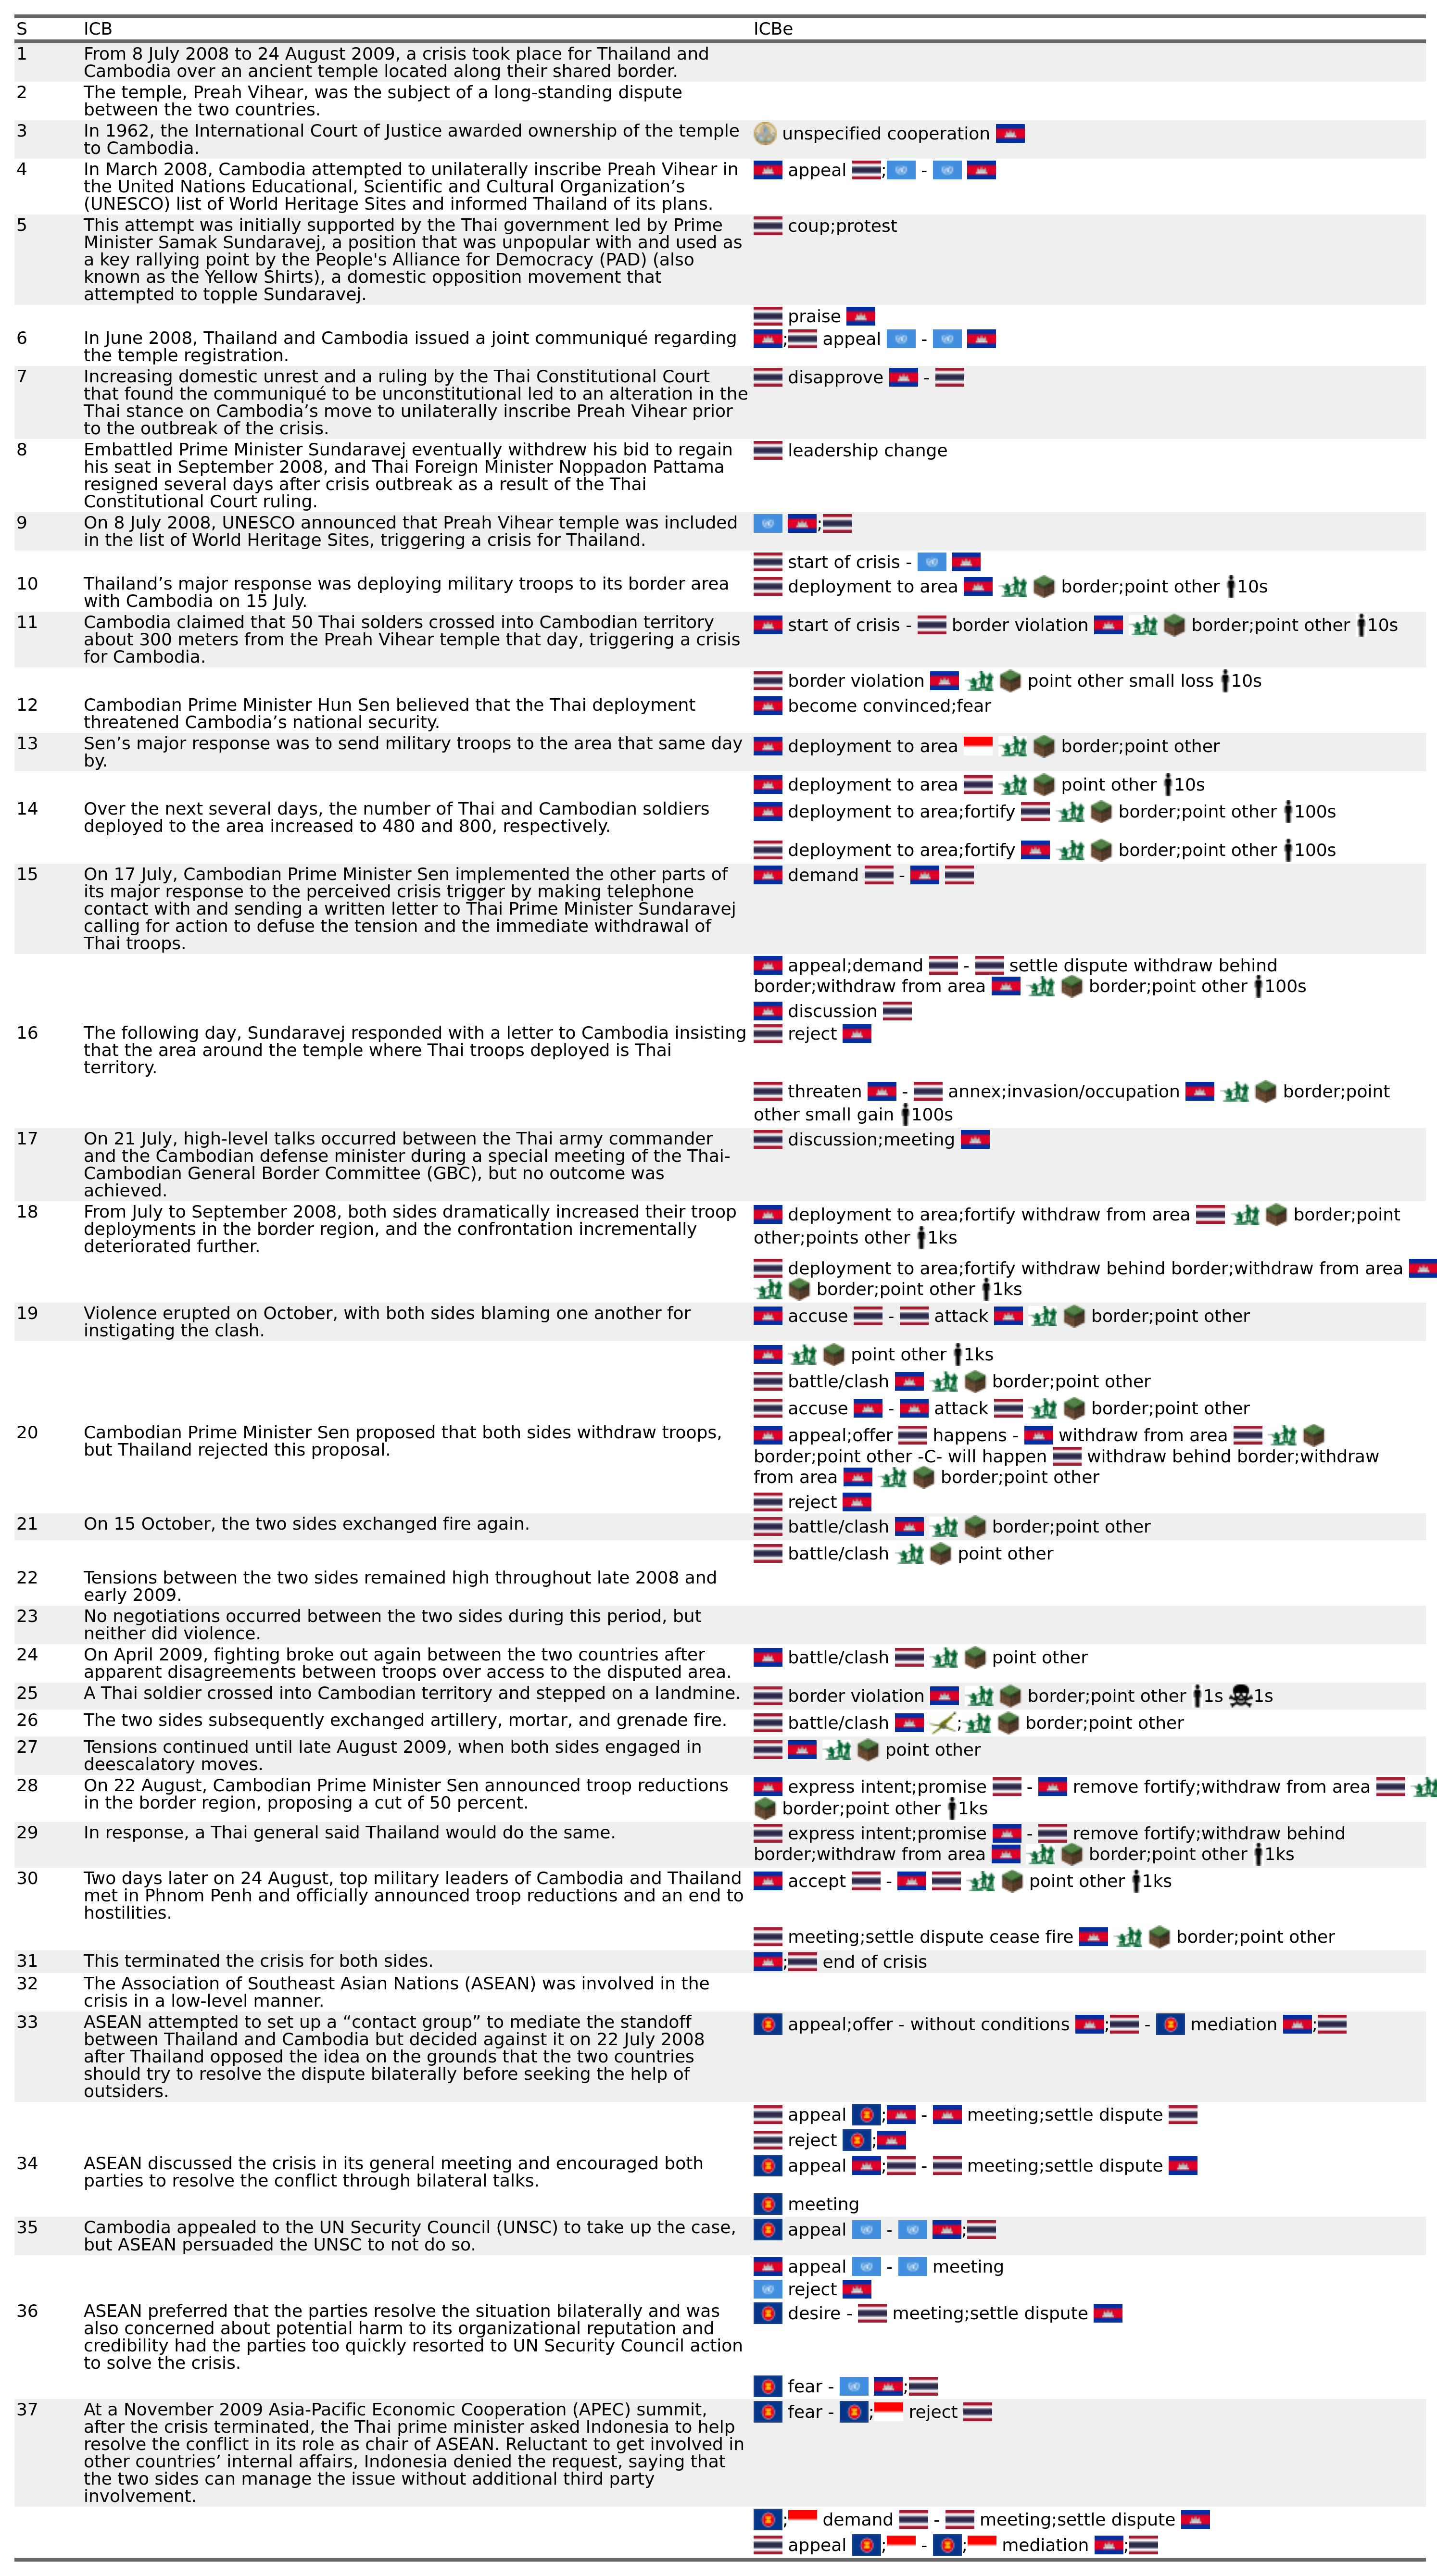 S ICB ICBe
1 From 8 July 2008 to 24 August 2009, a crisis took place for Thailand and
Cambodia over an ancient temple located along their shared border.
2 The temple, Preah Vihear, was the subject of a long-standing dispute
between the two countries.
3 In 1962, the International Court of Justice awarded ownership of the temple
to Cambodia.
unspecified cooperation
4 In March 2008, Cambodia attempted to unilaterally inscribe Preah Vihear in
the United Nations Educational, Scientific and Cultural Organization’s
(UNESCO) list of World Heritage Sites and informed Thailand of its plans.
appeal ; -
5 This attempt was initially supported by the Thai government led by Prime
Minister Samak Sundaravej, a position that was unpopular with and used as
a key rallying point by the People's Alliance for Democracy (PAD) (also
known as the Yellow Shirts), a domestic opposition movement that
attempted to topple Sundaravej.
coup;protest
praise
6 In June 2008, Thailand and Cambodia issued a joint communiqué regarding
the temple registration.
; appeal -
7 Increasing domestic unrest and a ruling by the Thai Constitutional Court
that found the communiqué to be unconstitutional led to an alteration in the
Thai stance on Cambodia’s move to unilaterally inscribe Preah Vihear prior
to the outbreak of the crisis.
disapprove -
8 Embattled Prime Minister Sundaravej eventually withdrew his bid to regain
his seat in September 2008, and Thai Foreign Minister Noppadon Pattama
resigned several days after crisis outbreak as a result of the Thai
Constitutional Court ruling.
leadership change
9 On 8 July 2008, UNESCO announced that Preah Vihear temple was included
in the list of World Heritage Sites, triggering a crisis for Thailand.
;
start of crisis -
10 Thailand’s major response was deploying military troops to its border area
with Cambodia on 15 July.
deployment to area border;point other 10s
11 Cambodia claimed that 50 Thai solders crossed into Cambodian territory
about 300 meters from the Preah Vihear temple that day, triggering a crisis
for Cambodia.
start of crisis - border violation border;point other 10s
border violation point other small loss 10s
12 Cambodian Prime Minister Hun Sen believed that the Thai deployment
threatened Cambodia’s national security.
become convinced;fear
13 Sen’s major response was to send military troops to the area that same day
by.
deployment to area border;point other
deployment to area point other 10s
14 Over the next several days, the number of Thai and Cambodian soldiers
deployed to the area increased to 480 and 800, respectively.
deployment to area;fortify border;point other 100s
deployment to area;fortify border;point other 100s
15 On 17 July, Cambodian Prime Minister Sen implemented the other parts of
its major response to the perceived crisis trigger by making telephone
contact with and sending a written letter to Thai Prime Minister Sundaravej
calling for action to defuse the tension and the immediate withdrawal of
Thai troops.
demand -
appeal;demand - settle dispute withdraw behind
border;withdraw from area border;point other 100s
discussion
16 The following day, Sundaravej responded with a letter to Cambodia insisting
that the area around the temple where Thai troops deployed is Thai
territory.
reject
threaten - annex;invasion/occupation border;point
other small gain 100s
17 On 21 July, high-level talks occurred between the Thai army commander
and the Cambodian defense minister during a special meeting of the Thai-
Cambodian General Border Committee (GBC), but no outcome was
achieved.
discussion;meeting
18 From July to September 2008, both sides dramatically increased their troop
deployments in the border region, and the confrontation incrementally
deteriorated further.
deployment to area;fortify withdraw from area border;point
other;points other 1ks
deployment to area;fortify withdraw behind border;withdraw from area
border;point other 1ks
19 Violence erupted on October, with both sides blaming one another for
instigating the clash.
accuse - attack border;point other
point other 1ks
battle/clash border;point other
accuse - attack border;point other
20 Cambodian Prime Minister Sen proposed that both sides withdraw troops,
but Thailand rejected this proposal.
appeal;offer happens - withdraw from area
border;point other -C- will happen withdraw behind border;withdraw
from area border;point other
reject
21 On 15 October, the two sides exchanged fire again.
battle/clash border;point other
battle/clash point other
22 Tensions between the two sides remained high throughout late 2008 and
early 2009.
23 No negotiations occurred between the two sides during this period, but
neither did violence.
24 On April 2009, fighting broke out again between the two countries after
apparent disagreements between troops over access to the disputed area.
battle/clash point other
25 A Thai soldier crossed into Cambodian territory and stepped on a landmine.
border violation border;point other 1s 1s
26 The two sides subsequently exchanged artillery, mortar, and grenade fire.
battle/clash ; border;point other
27 Tensions continued until late August 2009, when both sides engaged in
deescalatory moves.
point other
28 On 22 August, Cambodian Prime Minister Sen announced troop reductions
in the border region, proposing a cut of 50 percent.
express intent;promise - remove fortify;withdraw from area
border;point other 1ks
29 In response, a Thai general said Thailand would do the same.
express intent;promise - remove fortify;withdraw behind
border;withdraw from area border;point other 1ks
30 Two days later on 24 August, top military leaders of Cambodia and Thailand
met in Phnom Penh and officially announced troop reductions and an end to
hostilities.
accept - point other 1ks
meeting;settle dispute cease fire border;point other
31 This terminated the crisis for both sides.
; end of crisis
32 The Association of Southeast Asian Nations (ASEAN) was involved in the
crisis in a low-level manner.
33 ASEAN attempted to set up a “contact group” to mediate the standoff
between Thailand and Cambodia but decided against it on 22 July 2008
after Thailand opposed the idea on the grounds that the two countries
should try to resolve the dispute bilaterally before seeking the help of
outsiders.
appeal;offer - without conditions ; - mediation ;
appeal ; - meeting;settle dispute
reject ;
34 ASEAN discussed the crisis in its general meeting and encouraged both
parties to resolve the conflict through bilateral talks.
appeal ; - meeting;settle dispute
meeting
35 Cambodia appealed to the UN Security Council (UNSC) to take up the case,
but ASEAN persuaded the UNSC to not do so.
appeal - ;
appeal - meeting
reject
36 ASEAN preferred that the parties resolve the situation bilaterally and was
also concerned about potential harm to its organizational reputation and
credibility had the parties too quickly resorted to UN Security Council action
to solve the crisis.
desire - meeting;settle dispute
fear - ;
37 At a November 2009 Asia-Pacific Economic Cooperation (APEC) summit,
after the crisis terminated, the Thai prime minister asked Indonesia to help
resolve the conflict in its role as chair of ASEAN. Reluctant to get involved in
other countries’ internal affairs, Indonesia denied the request, saying that
the two sides can manage the issue without additional third party
involvement.
fear - ; reject
; demand - meeting;settle dispute
appeal ; - ; mediation ;